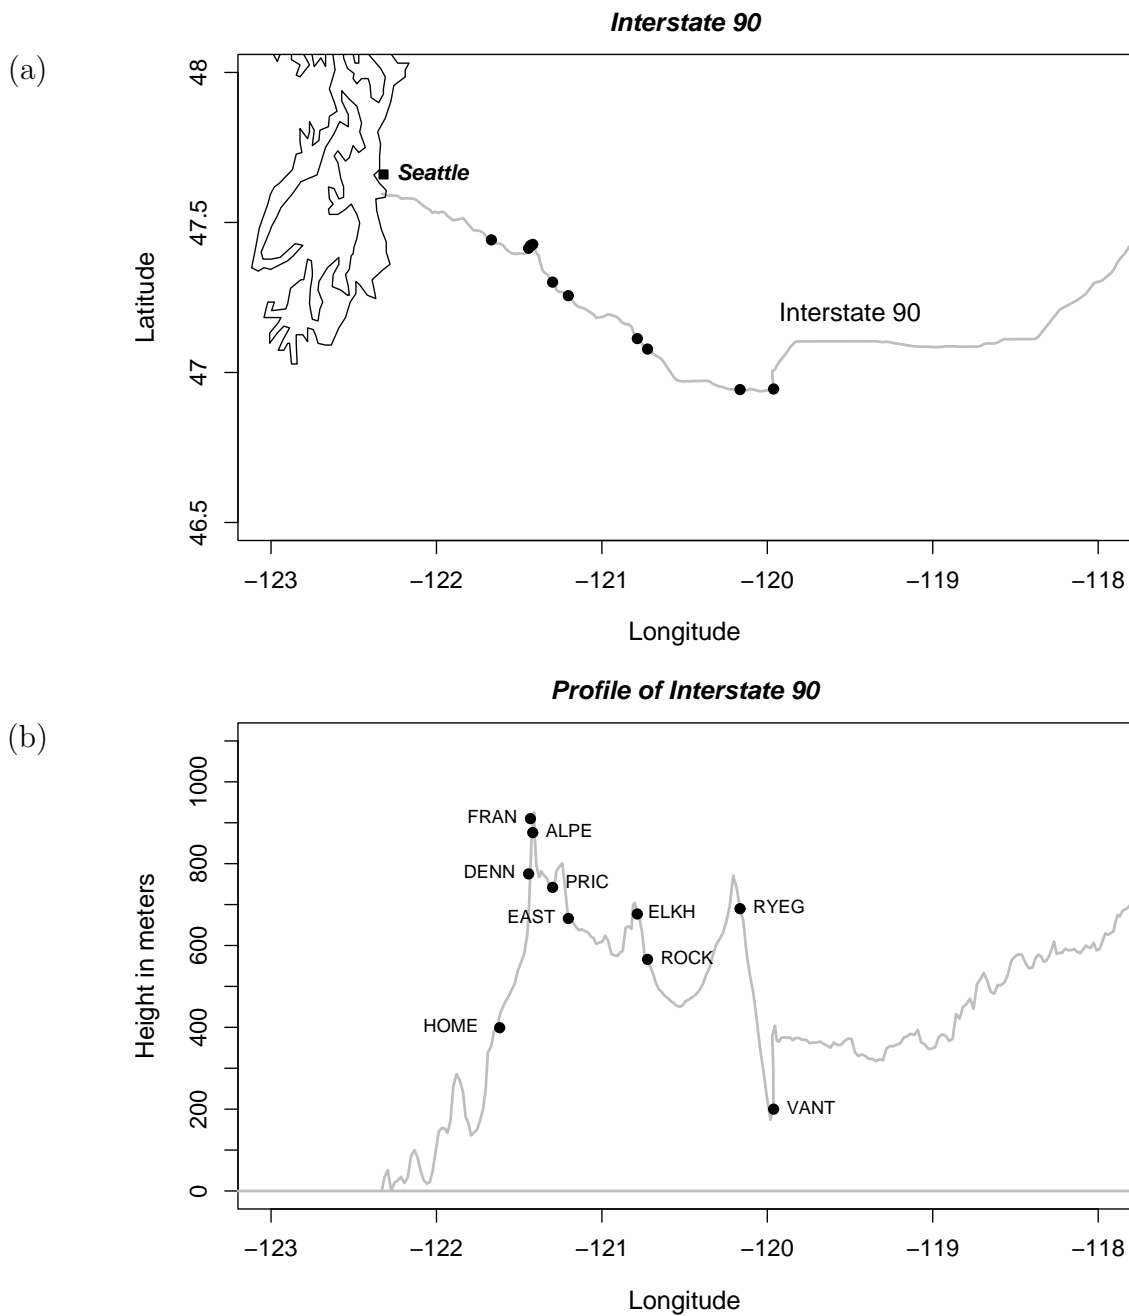 Interstate 90
(a)
48
47.5
47
46.5
Latitude
Seattle
Interstate 90
−123 −122 −121 −120 −119 −118
Longitude
Profile of Interstate 90
(b)
1000
800
600
400
200
0
Height in meters
FRAN
ALPE
DENN
PRIC
EAST
ELKH
RYEG
ROCK
HOME
VANT
−123 −122 −121 −120 −119 −118
Longitude